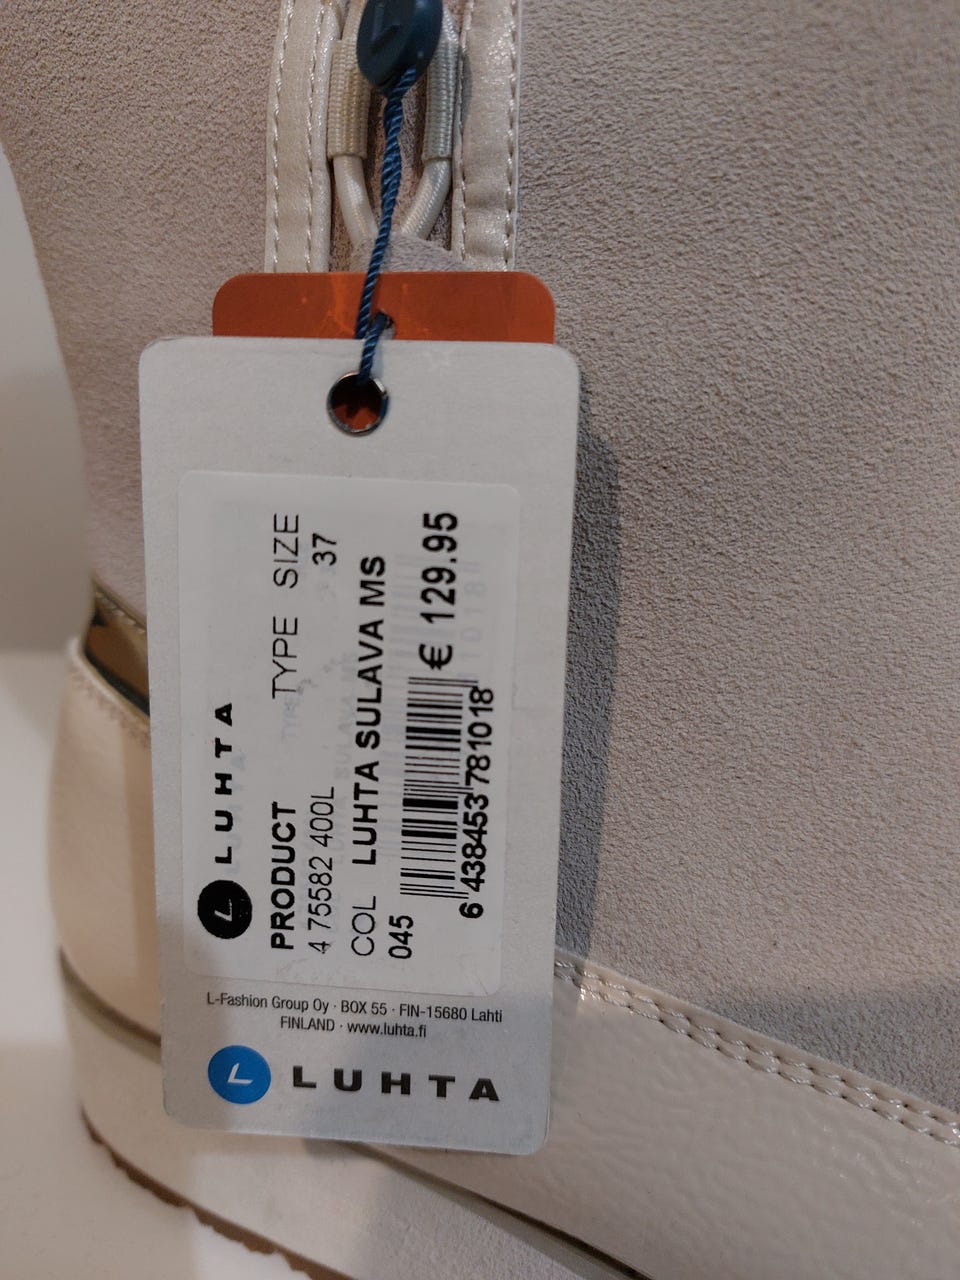 L LUHTA
PRODUCT TYPE SIZE
4 75582 400L 37
COL LUHTA SULAVA MS
045 € 129.95
6 438453 781018
L-Fashion Group Oy · BOX 55 · FIN-15680 Lahti
FINLAND · www.luhta.fi
L LUHTA